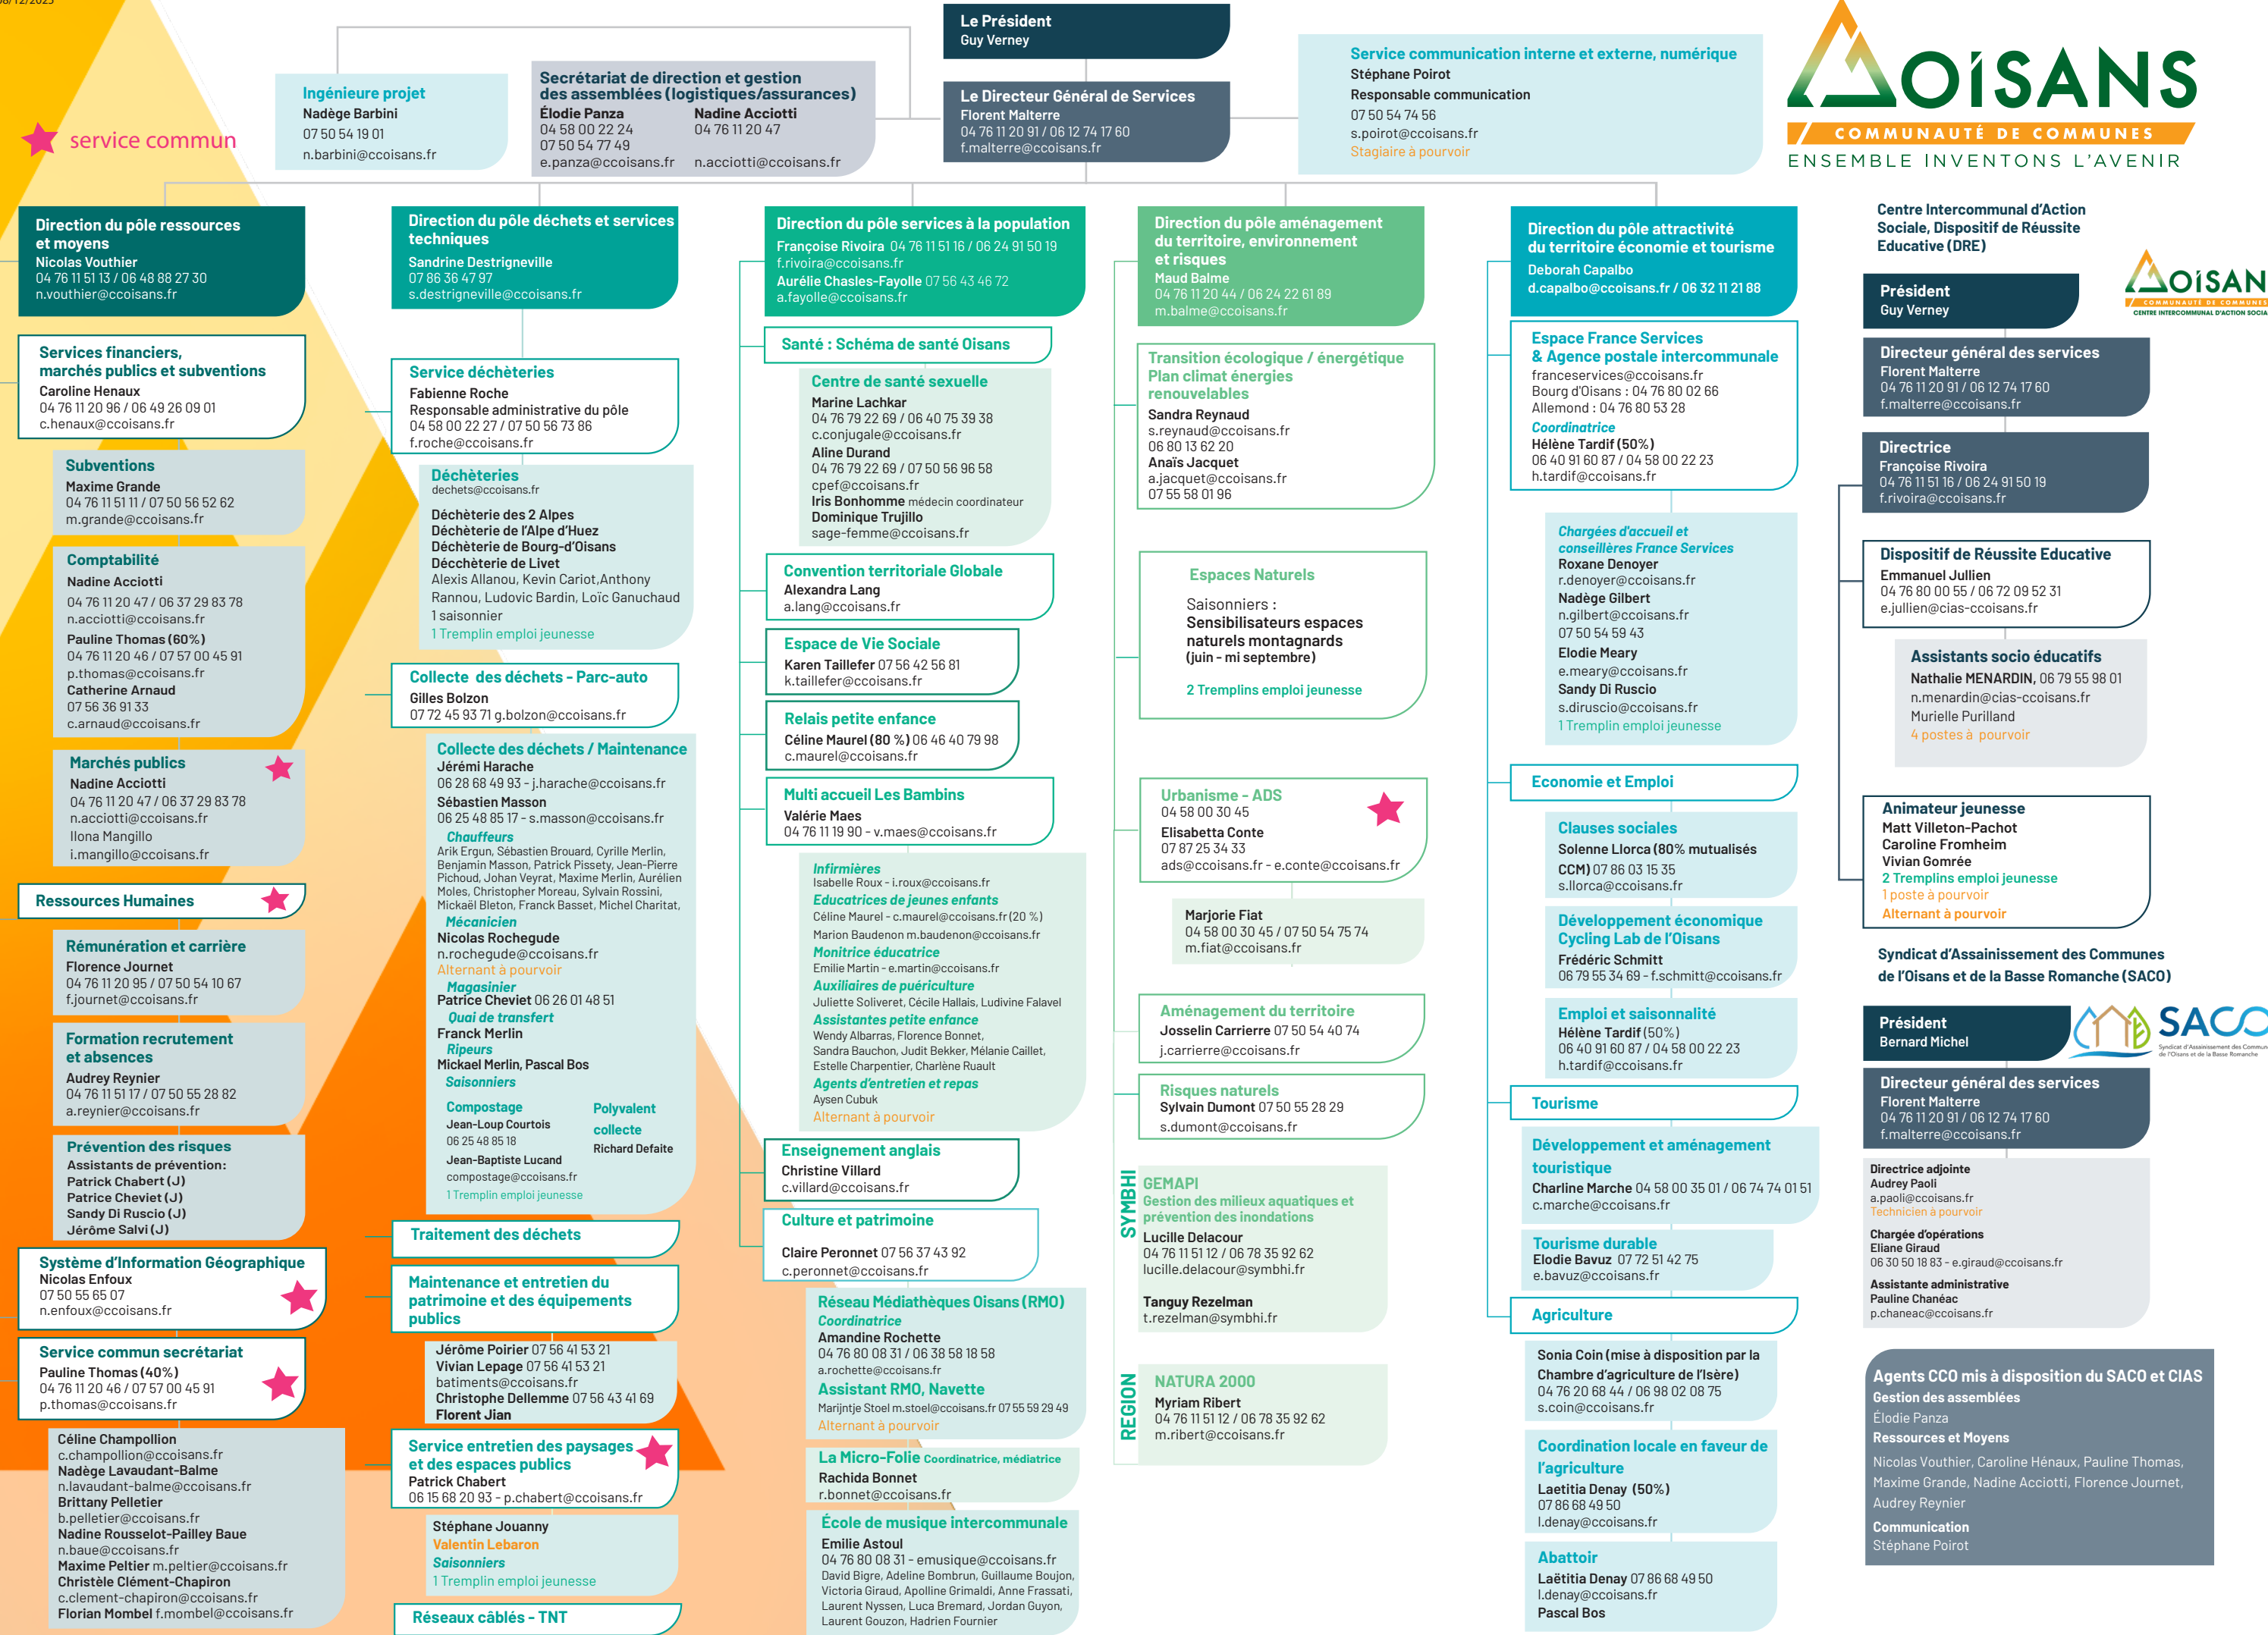 08/12/2025
service commun
Le Président
Guy Verney
Ingénieure projet
Nadège Barbini
07 50 54 19 01
n.barbini@ccoisans.fr
Secrétariat de direction et gestion
des assemblées (logistiques/assurances)
Élodie Panza
04 58 00 22 24
07 50 54 77 49
e.panza@ccoisans.fr
Nadine Acciotti
04 76 11 20 47
n.acciotti@ccoisans.fr
Le Directeur Général de Services
Florent Malterre
04 76 11 20 91 / 06 12 74 17 60
f.malterre@ccoisans.fr
Service communication interne et externe, numérique
Stéphane Poirot
Responsable communication
07 50 54 74 56
s.poirot@ccoisans.fr
Stagiaire à pourvoir
OISANS
COMMUNAUTÉ DE COMMUNES
ENSEMBLE INVENTONS L'AVENIR
Direction du pôle ressources
et moyens
Nicolas Vouthier
04 76 11 51 13 / 06 48 88 27 30
n.vouthier@ccoisans.fr
Services financiers,
marchés publics et subventions
Caroline Henaux
04 76 11 20 96 / 06 49 26 09 01
c.henaux@ccoisans.fr
Subventions
Maxime Grande
04 76 11 51 11 / 07 50 56 52 62
m.grande@ccoisans.fr
Comptabilité
Nadine Acciotti
04 76 11 20 47 / 06 37 29 83 78
n.acciotti@ccoisans.fr
Pauline Thomas (60%)
04 76 11 20 46 / 07 57 00 45 91
p.thomas@ccoisans.fr
Catherine Arnaud
07 56 36 91 33
c.arnaud@ccoisans.fr
Marchés publics
Nadine Acciotti
04 76 11 20 47 / 06 37 29 83 78
n.acciotti@ccoisans.fr
Ilona Mangillo
i.mangillo@ccoisans.fr
Ressources Humaines
Rémunération et carrière
Florence Journet
04 76 11 20 95 / 07 50 54 10 67
f.journet@ccoisans.fr
Formation recrutement
et absences
Audrey Reynier
04 76 11 51 17 / 07 50 55 28 82
a.reynier@ccoisans.fr
Prévention des risques
Assistants de prévention:
Patrick Chabert (J)
Patrice Cheviet (J)
Sandy Di Ruscio (J)
Jérôme Salvi (J)
Système d'Information Géographique
Nicolas Enfoux
07 50 55 65 07
n.enfoux@ccoisans.fr
Service commun secrétariat
Pauline Thomas (40%)
04 76 11 20 46 / 07 57 00 45 91
p.thomas@ccoisans.fr
Céline Champollion
c.champollion@ccoisans.fr
Nadège Lavaudant-Balme
n.lavaudant-balme@ccoisans.fr
Brittany Pelletier
b.pelletier@ccoisans.fr
Nadine Rousselot-Pailley Baue
n.baue@ccoisans.fr
Maxime Peltier m.peltier@ccoisans.fr
Christèle Clément-Chapiron
c.clement-chapiron@ccoisans.fr
Florian Mombel f.mombel@ccoisans.fr
Direction du pôle déchets et services
techniques
Sandrine Destrigneville
07 86 36 47 97
s.destrigneville@ccoisans.fr
Service déchèteries
Fabienne Roche
Responsable administrative du pôle
04 58 00 22 27 / 07 50 56 73 86
f.roche@ccoisans.fr
Déchèteries
dechets@ccoisans.fr
Déchèterie des 2 Alpes
Déchèterie de l'Alpe d'Huez
Déchèterie de Bourg-d'Oisans
Décchèterie de Livet
Alexis Allanou, Kevin Cariot,Anthony
Rannou, Ludovic Bardin, Loïc Ganuchaud
1 saisonnier
1 Tremplin emploi jeunesse
Collecte des déchets - Parc-auto
Gilles Bolzon
07 72 45 93 71 g.bolzon@ccoisans.fr
Collecte des déchets / Maintenance
Jérémi Harache
06 28 68 49 93 - j.harache@ccoisans.fr
Sébastien Masson
06 25 48 85 17 - s.masson@ccoisans.fr
Chauffeurs
Arik Ergun, Sébastien Brouard, Cyrille Merlin,
Benjamin Masson, Patrick Pissety, Jean-Pierre
Pichoud, Johan Veyrat, Maxime Merlin, Aurélien
Moles, Christopher Moreau, Sylvain Rossini,
Mickaël Bleton, Franck Basset, Michel Charitat,
Mécanicien
Nicolas Rochegude
n.rochegude@ccoisans.fr
Alternant à pourvoir
Magasinier
Patrice Cheviet 06 26 01 48 51
Quai de transfert
Franck Merlin
Ripeurs
Mickael Merlin, Pascal Bos
Saisonniers
Compostage
Jean-Loup Courtois
06 25 48 85 18
Jean-Baptiste Lucand
compostage@ccoisans.fr
1 Tremplin emploi jeunesse
Polyvalent
collecte
Richard Defaite
Traitement des déchets
Maintenance et entretien du
patrimoine et des équipements
publics
Jérôme Poirier 07 56 41 53 21
Vivian Lepage 07 56 41 53 21
batiments@ccoisans.fr
Christophe Dellemme 07 56 43 41 69
Florent Jian
Service entretien des paysages
et des espaces publics
Patrick Chabert
06 15 68 20 93 - p.chabert@ccoisans.fr
Stéphane Jouanny
Valentin Lebaron
Saisonniers
1 Tremplin emploi jeunesse
Réseaux câblés - TNT
Direction du pôle services à la population
Françoise Rivoira 04 76 11 51 16 / 06 24 91 50 19
f.rivoira@ccoisans.fr
Aurélie Chasles-Fayolle 07 56 43 46 72
a.fayolle@ccoisans.fr
Santé : Schéma de santé Oisans
Centre de santé sexuelle
Marine Lachkar
04 76 79 22 69 / 06 40 75 39 38
c.conjugale@ccoisans.fr
Aline Durand
04 76 79 22 69 / 07 50 56 96 58
cpef@ccoisans.fr
Iris Bonhomme médecin coordinateur
Dominique Trujillo
sage-femme@ccoisans.fr
Convention territoriale Globale
Alexandra Lang
a.lang@ccoisans.fr
Espace de Vie Sociale
Karen Taillefer 07 56 42 56 81
k.taillefer@ccoisans.fr
Relais petite enfance
Céline Maurel (80 %) 06 46 40 79 98
c.maurel@ccoisans.fr
Multi accueil Les Bambins
Valérie Maes
04 76 11 19 90 - v.maes@ccoisans.fr
Infirmières
Isabelle Roux - i.roux@ccoisans.fr
Educatrices de jeunes enfants
Céline Maurel - c.maurel@ccoisans.fr (20 %)
Marion Baudenon m.baudenon@ccoisans.fr
Monitrice éducatrice
Emilie Martin - e.martin@ccoisans.fr
Auxiliaires de puériculture
Juliette Soliveret, Cécile Hallais, Ludivine Falavel
Assistantes petite enfance
Wendy Albarras, Florence Bonnet,
Sandra Bauchon, Judit Bekker, Mélanie Caillet,
Estelle Charpentier, Charlène Ruault
Agents d'entretien et repas
Aysen Cubuk
Alternant à pourvoir
Enseignement anglais
Christine Villard
c.villard@ccoisans.fr
Culture et patrimoine
Claire Peronnet 07 56 37 43 92
c.peronnet@ccoisans.fr
Réseau Médiathèques Oisans (RMO)
Coordinatrice
Amandine Rochette
04 76 80 08 31 / 06 38 58 18 58
a.rochette@ccoisans.fr
Assistant RMO, Navette
Marijntje Stoel m.stoel@ccoisans.fr 07 55 59 29 49
Alternant à pourvoir
La Micro-Folie Coordinatrice, médiatrice
Rachida Bonnet
r.bonnet@ccoisans.fr
École de musique intercommunale
Emilie Astoul
04 76 80 08 31 - emusique@ccoisans.fr
David Bigre, Adeline Bombrun, Guillaume Boujon,
Victoria Giraud, Apolline Grimaldi, Anne Frassati,
Laurent Nyssen, Luca Bremard, Jordan Guyon,
Laurent Gouzon, Hadrien Fournier
Direction du pôle aménagement
du territoire, environnement
et risques
Maud Balme
04 76 11 20 44 / 06 24 22 61 89
m.balme@ccoisans.fr
Transition écologique / énergétique
Plan climat énergies
renouvelables
Sandra Reynaud
s.reynaud@ccoisans.fr
06 80 13 62 20
Anaïs Jacquet
a.jacquet@ccoisans.fr
07 55 58 01 96
Espaces Naturels
Saisonniers :
Sensibilisateurs espaces
naturels montagnards
(juin - mi septembre)
2 Tremplins emploi jeunesse
Urbanisme - ADS
04 58 00 30 45
Elisabetta Conte
07 87 25 34 33
ads@ccoisans.fr - e.conte@ccoisans.fr
Marjorie Fiat
04 58 00 30 45 / 07 50 54 75 74
m.fiat@ccoisans.fr
Aménagement du territoire
Josselin Carrierre 07 50 54 40 74
j.carrierre@ccoisans.fr
Risques naturels
Sylvain Dumont 07 50 55 28 29
s.dumont@ccoisans.fr
SYMBHI
GEMAPI
Gestion des milieux aquatiques et
prévention des inondations
Lucille Delacour
04 76 11 51 12 / 06 78 35 92 62
lucille.delacour@symbhi.fr
Tanguy Rezelman
t.rezelman@symbhi.fr
REGION
NATURA 2000
Myriam Ribert
04 76 11 51 12 / 06 78 35 92 62
m.ribert@ccoisans.fr
Direction du pôle attractivité
du territoire économie et tourisme
Deborah Capalbo
d.capalbo@ccoisans.fr / 06 32 11 21 88
Espace France Services
& Agence postale intercommunale
franceservices@ccoisans.fr
Bourg d'Oisans : 04 76 80 02 66
Allemond : 04 76 80 53 28
Coordinatrice
Hélène Tardif (50%)
06 40 91 60 87 / 04 58 00 22 23
h.tardif@ccoisans.fr
Chargées d'accueil et
conseillères France Services
Roxane Denoyer
r.denoyer@ccoisans.fr
Nadège Gilbert
n.gilbert@ccoisans.fr
07 50 54 59 43
Elodie Meary
e.meary@ccoisans.fr
Sandy Di Ruscio
s.diruscio@ccoisans.fr
1 Tremplin emploi jeunesse
Economie et Emploi
Clauses sociales
Solenne Llorca (80% mutualisés
CCM) 07 86 03 15 35
s.llorca@ccoisans.fr
Développement économique
Cycling Lab de l'Oisans
Frédéric Schmitt
06 79 55 34 69 - f.schmitt@ccoisans.fr
Emploi et saisonnalité
Hélène Tardif (50%)
06 40 91 60 87 / 04 58 00 22 23
h.tardif@ccoisans.fr
Tourisme
Développement et aménagement
touristique
Charline Marche 04 58 00 35 01 / 06 74 74 01 51
c.marche@ccoisans.fr
Tourisme durable
Elodie Bavuz 07 72 51 42 75
e.bavuz@ccoisans.fr
Agriculture
Sonia Coin (mise à disposition par la
Chambre d'agriculture de l'Isère)
04 76 20 68 44 / 06 98 02 08 75
s.coin@ccoisans.fr
Coordination locale en faveur de
l'agriculture
Laetitia Denay (50%)
07 86 68 49 50
l.denay@ccoisans.fr
Abattoir
Laëtitia Denay 07 86 68 49 50
l.denay@ccoisans.fr
Pascal Bos
Centre Intercommunal d'Action
Sociale, Dispositif de Réussite
Educative (DRE)
OISAN
COMMUNAUTÉ DE COMMUNES
CENTRE INTERCOMMUNAL D'ACTION SOCIA
Président
Guy Verney
Directeur général des services
Florent Malterre
04 76 11 20 91 / 06 12 74 17 60
f.malterre@ccoisans.fr
Directrice
Françoise Rivoira
04 76 11 51 16 / 06 24 91 50 19
f.rivoira@ccoisans.fr
Dispositif de Réussite Educative
Emmanuel Jullien
04 76 80 00 55 / 06 72 09 52 31
e.jullien@cias-ccoisans.fr
Assistants socio éducatifs
Nathalie MENARDIN, 06 79 55 98 01
n.menardin@cias-ccoisans.fr
Murielle Purilland
4 postes à pourvoir
Animateur jeunesse
Matt Villeton-Pachot
Caroline Fromheim
Vivian Gomrée
2 Tremplins emploi jeunesse
1 poste à pourvoir
Alternant à pourvoir
Syndicat d'Assainissement des Communes
de l'Oisans et de la Basse Romanche (SACO)
Président
Bernard Michel
SACO
Syndicat d'Assainissement des Commun
de l'Oisans et de la Basse Romanche
Directeur général des services
Florent Malterre
04 76 11 20 91 / 06 12 74 17 60
f.malterre@ccoisans.fr
Directrice adjointe
Audrey Paoli
a.paoli@ccoisans.fr
Technicien à pourvoir
Chargée d'opérations
Eliane Giraud
06 30 50 18 83 - e.giraud@ccoisans.fr
Assistante administrative
Pauline Chanéac
p.chaneac@ccoisans.fr
Agents CCO mis à disposition du SACO et CIAS
Gestion des assemblées
Élodie Panza
Ressources et Moyens
Nicolas Vouthier, Caroline Hénaux, Pauline Thomas,
Maxime Grande, Nadine Acciotti, Florence Journet,
Audrey Reynier
Communication
Stéphane Poirot